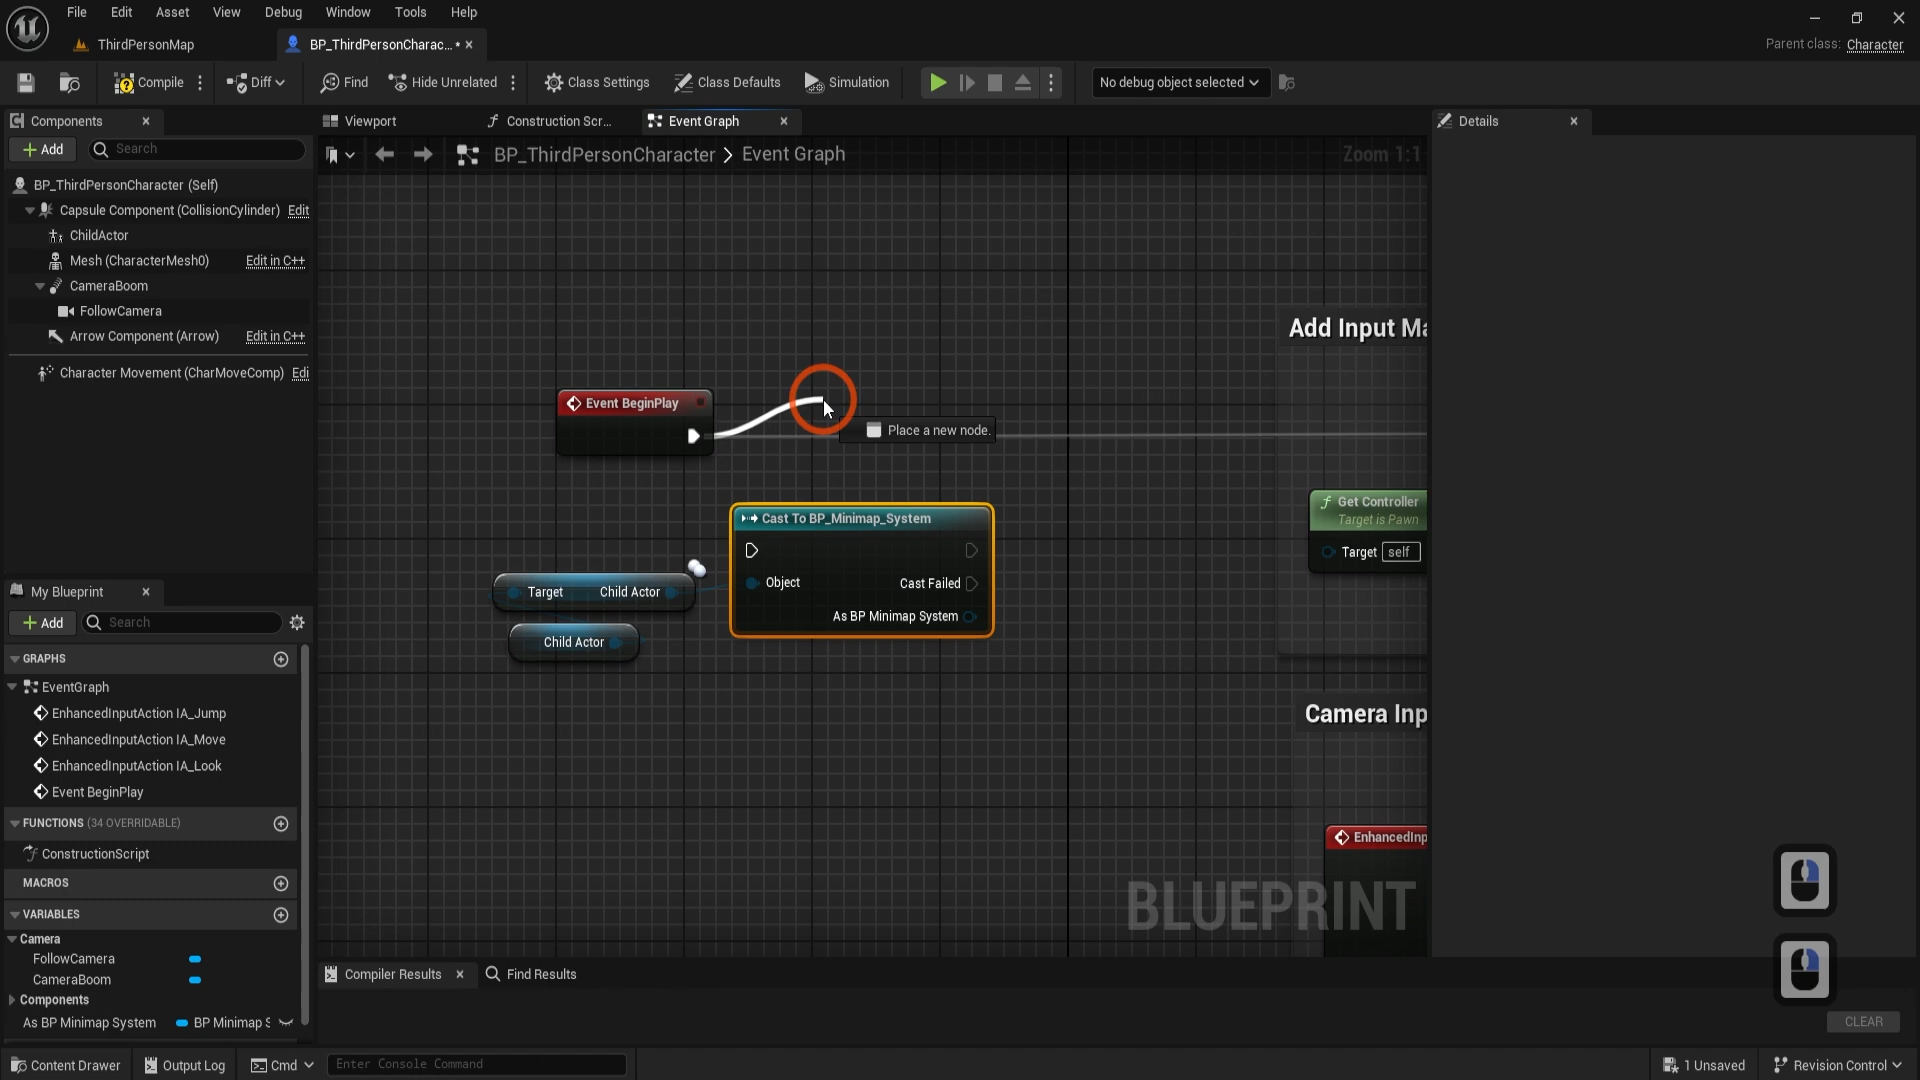 File Edit Asset View Debug Window Tools Help
ThirdPersonMap
BP_ThirdPersonCharac... •
Parent class: Character
Compile
Diff
Find
Hide Unrelated
Class Settings
Class Defaults
Simulation
No debug object selected
Components
Add
Search
BP_ThirdPersonCharacter (Self)
Capsule Component (CollisionCylinder) Edit
ChildActor
Mesh (CharacterMesh0) Edit in C++
CameraBoom
FollowCamera
Arrow Component (Arrow) Edit in C++
Character Movement (CharMoveComp) Edi
My Blueprint
Add
Search
GRAPHS
EventGraph
EnhancedInputAction IA_Jump
EnhancedInputAction IA_Move
EnhancedInputAction IA_Look
Event BeginPlay
FUNCTIONS (34 OVERRIDABLE)
ConstructionScript
MACROS
VARIABLES
Camera
FollowCamera
CameraBoom
Components
As BP Minimap System BP Minimap S
Viewport
Construction Scr...
Event Graph
BP_ThirdPersonCharacter > Event Graph
Zoom 1:1
Event BeginPlay
Place a new node.
Cast To BP_Minimap_System
Object
Cast Failed
As BP Minimap System
Target Child Actor
Child Actor
Add Input Ma
Get Controller
Target is Pawn
Target self
Camera Inp
EnhancedInp
BLUEPRINT
Details
Compiler Results
Find Results
CLEAR
Content Drawer
Output Log
Cmd
Enter Console Command
1 Unsaved
Revision Control